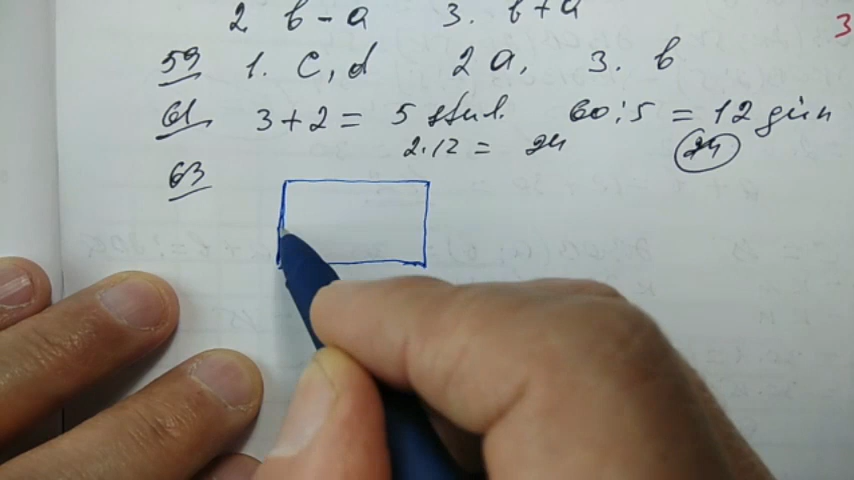 2 b-a 3. b+a 3
59 1. c,d 2 a, 3. b
61 3+2= 5 stul. 60:5 = 12 gün
2.12 = 24 24
63